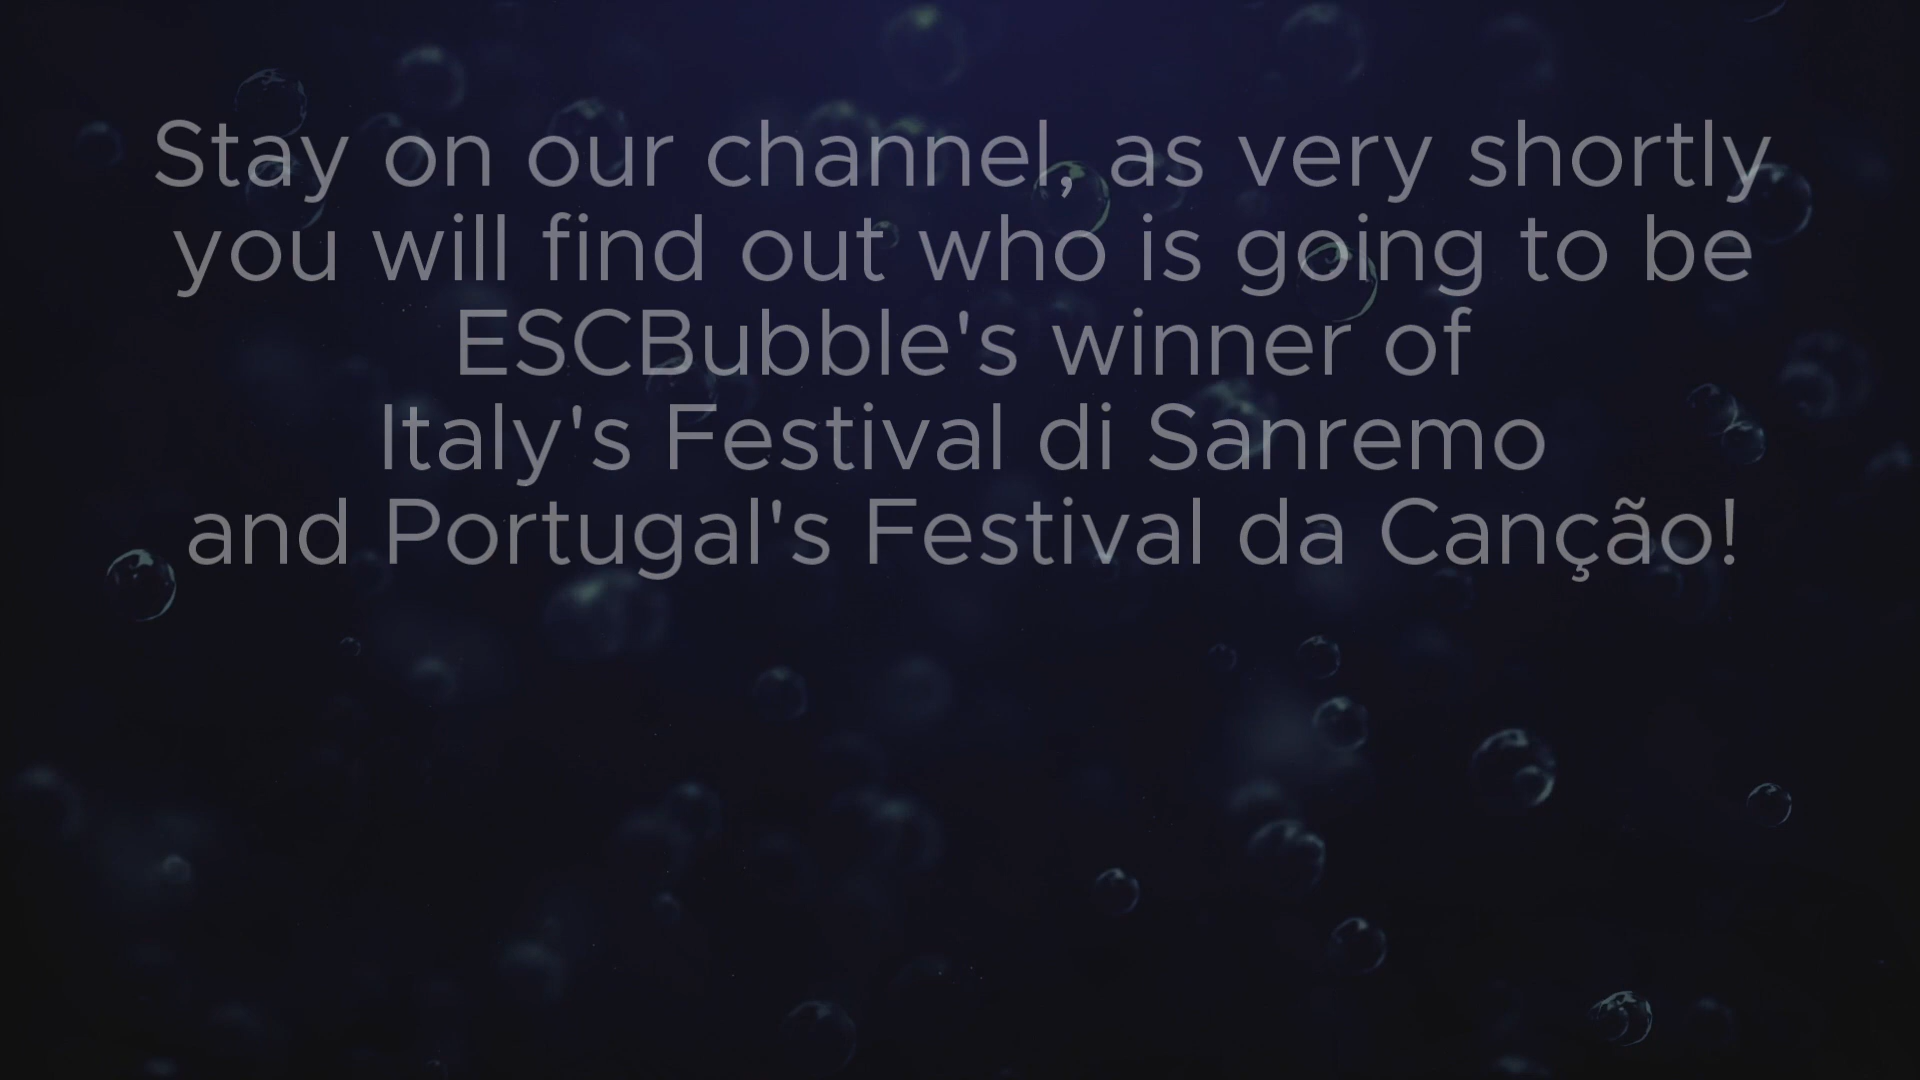 Stay on our channel, as very shortly
you will find out who is going to be
ESCBubble's winner of
Italy's Festival di Sanremo
and Portugal's Festival da Canção!